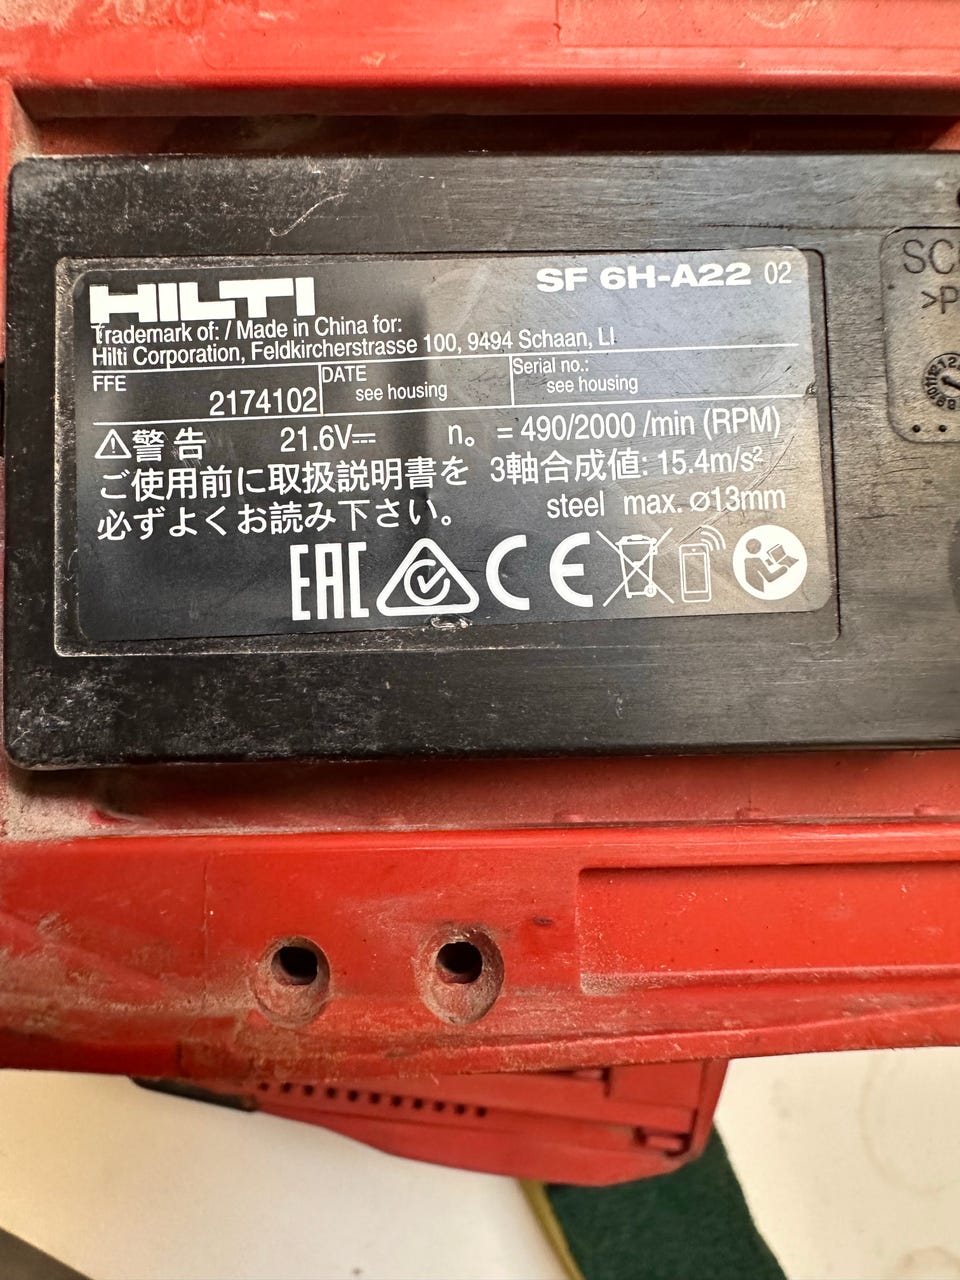 2020
HILTI
SF 6H-A22 02
Trademark of: / Made in China for:
Hilti Corporation, Feldkircherstrasse 100, 9494 Schaan, LI
FFE 2174102
DATE see housing
Serial no.: see housing
⚠警告 21.6V⎓ n₀ = 490/2000 /min (RPM)
ご使用前に取扱説明書を 3軸合成値: 15.4m/s²
必ずよくお読み下さい。 steel max. ⌀13mm
EAC CE